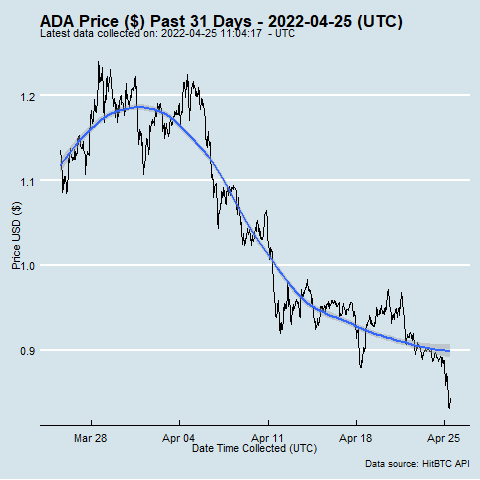 ADA Price ($) Past 31 Days - 2022-04-25 (UTC)
Latest data collected on: 2022-04-25 11:04:17 - UTC
Price USD ($)
1.2
1.1
1.0
0.9
Mar 28 Apr 04 Apr 11 Apr 18 Apr 25
Date Time Collected (UTC)
Data source: HitBTC API